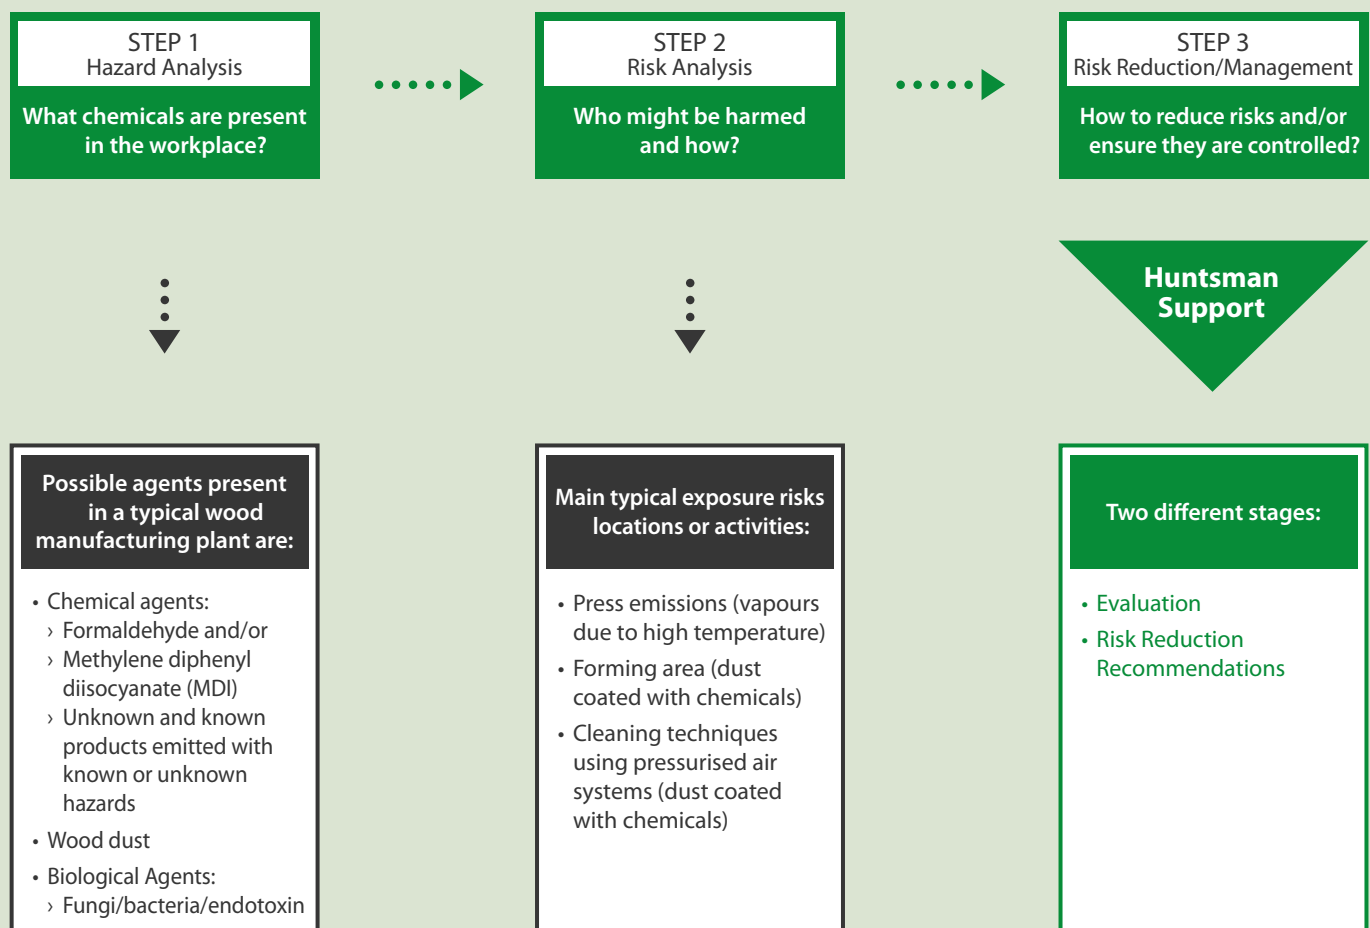 STEP 1
Hazard Analysis
What chemicals are present
in the workplace?
STEP 2
Risk Analysis
Who might be harmed
and how?
STEP 3
Risk Reduction/Management
How to reduce risks and/or
ensure they are controlled?
Huntsman
Support
Possible agents present
in a typical wood
manufacturing plant are:
• Chemical agents:
› Formaldehyde and/or
› Methylene diphenyl
diisocyanate (MDI)
› Unknown and known
products emitted with
known or unknown
hazards
• Wood dust
• Biological Agents:
› Fungi/bacteria/endotoxin
Main typical exposure risks
locations or activities:
• Press emissions (vapours
due to high temperature)
• Forming area (dust
coated with chemicals)
• Cleaning techniques
using pressurised air
systems (dust coated
with chemicals)
Two different stages:
• Evaluation
• Risk Reduction
Recommendations